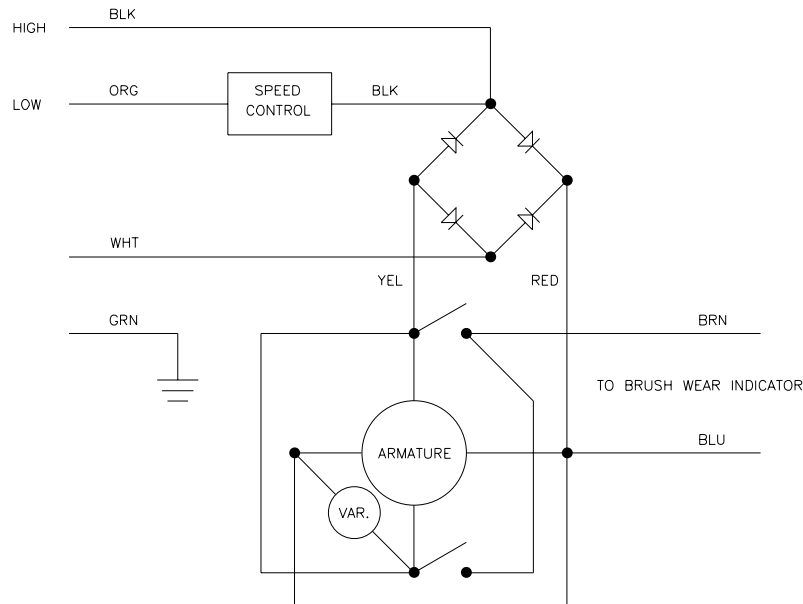 HIGH
BLK
LOW
ORG
SPEED
CONTROL
BLK
WHT
YEL
RED
GRN
BRN
TO BRUSH WEAR INDICATOR
BLU
ARMATURE
VAR.